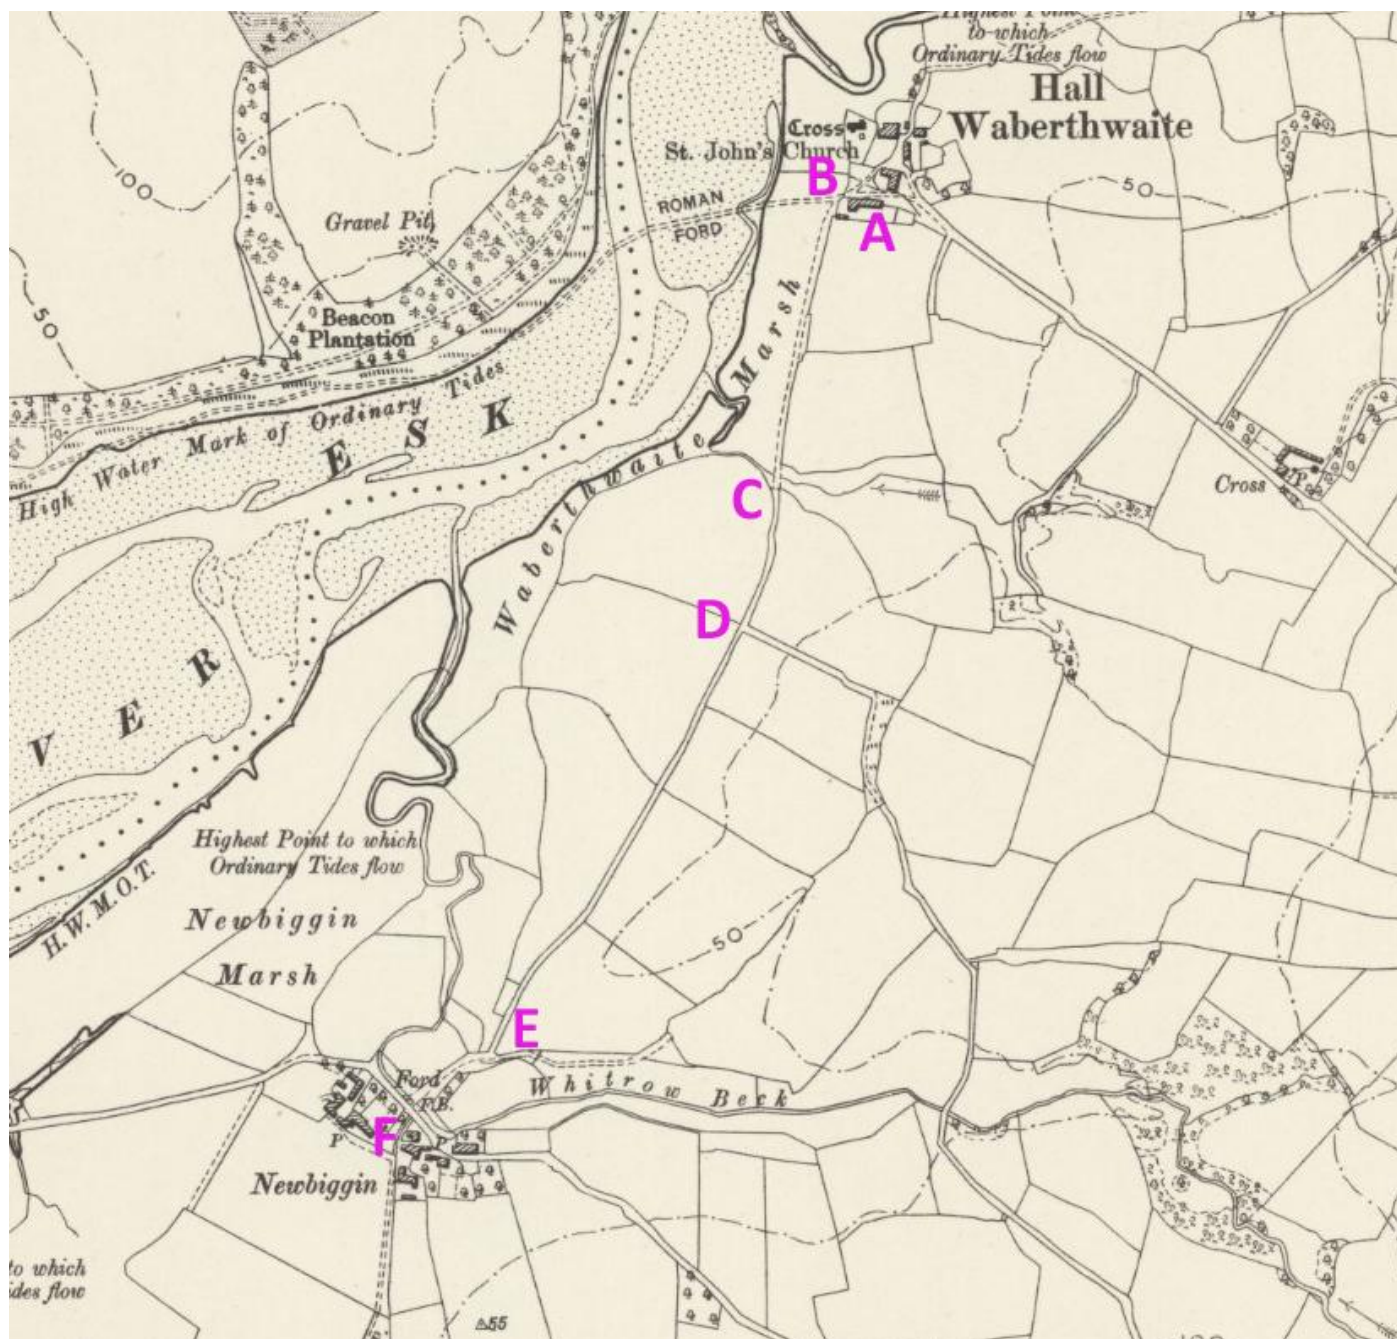 Highest Point
to which
Ordinary Tides flow
Hall
Waberthwaite
Cross
St. John's Church
B
A
50
100
50
Gravel Pit
ROMAN
FORD
Beacon
Plantation
High Water Mark of Ordinary Tides
Waberthwaite Marsh
VER ESK
Cross
P
C
D
Highest Point to which
Ordinary Tides flow
H.W.M.O.T.
Newbiggin
Marsh
50
E
Ford
F.B.
Whitrow Beck
F
P
P
Newbiggin
to which
ides flow
55